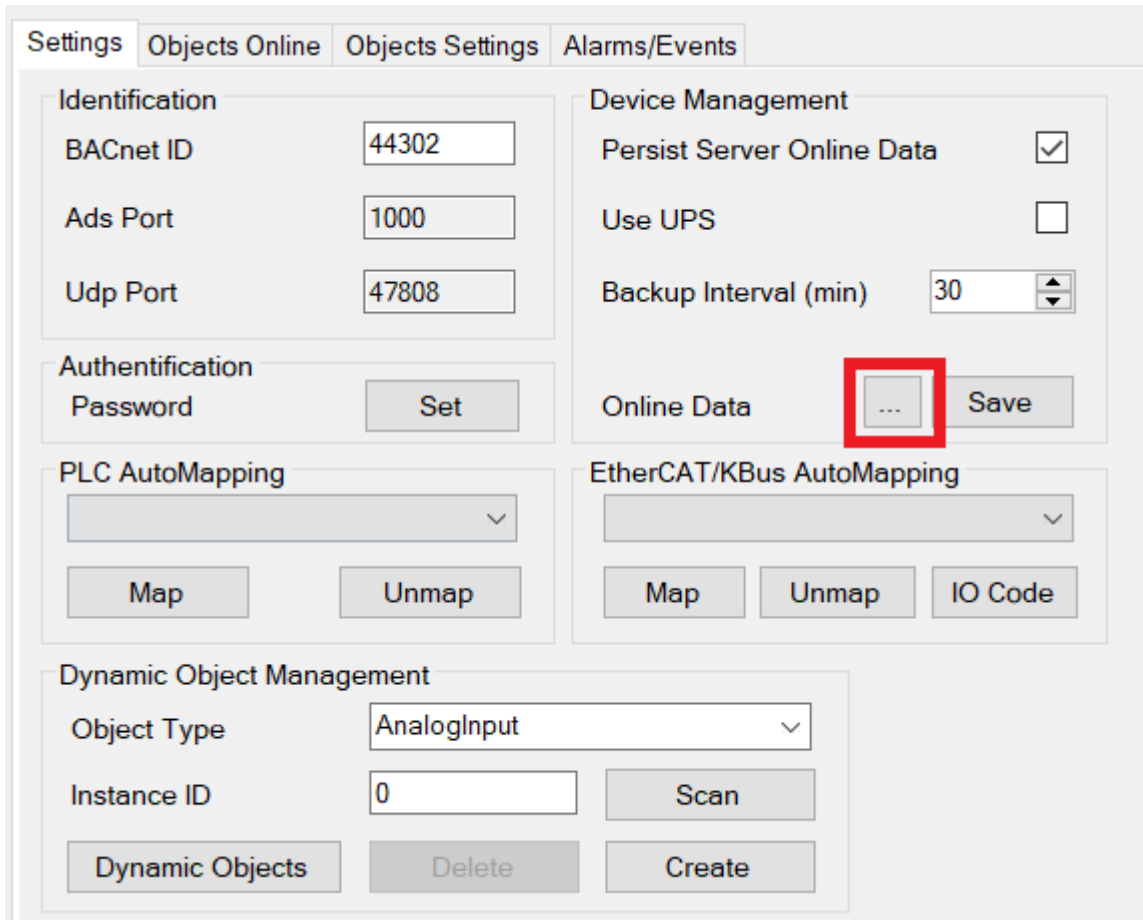 Settings Objects Online Objects Settings Alarms/Events
Identification
BACnet ID 44302
Ads Port 1000
Udp Port 47808
Device Management
Persist Server Online Data
Use UPS
Backup Interval (min) 30
Online Data ... Save
Authentification
Password Set
PLC AutoMapping
Map Unmap
EtherCAT/KBus AutoMapping
Map Unmap IO Code
Dynamic Object Management
Object Type AnalogInput
Instance ID 0 Scan
Dynamic Objects Delete Create